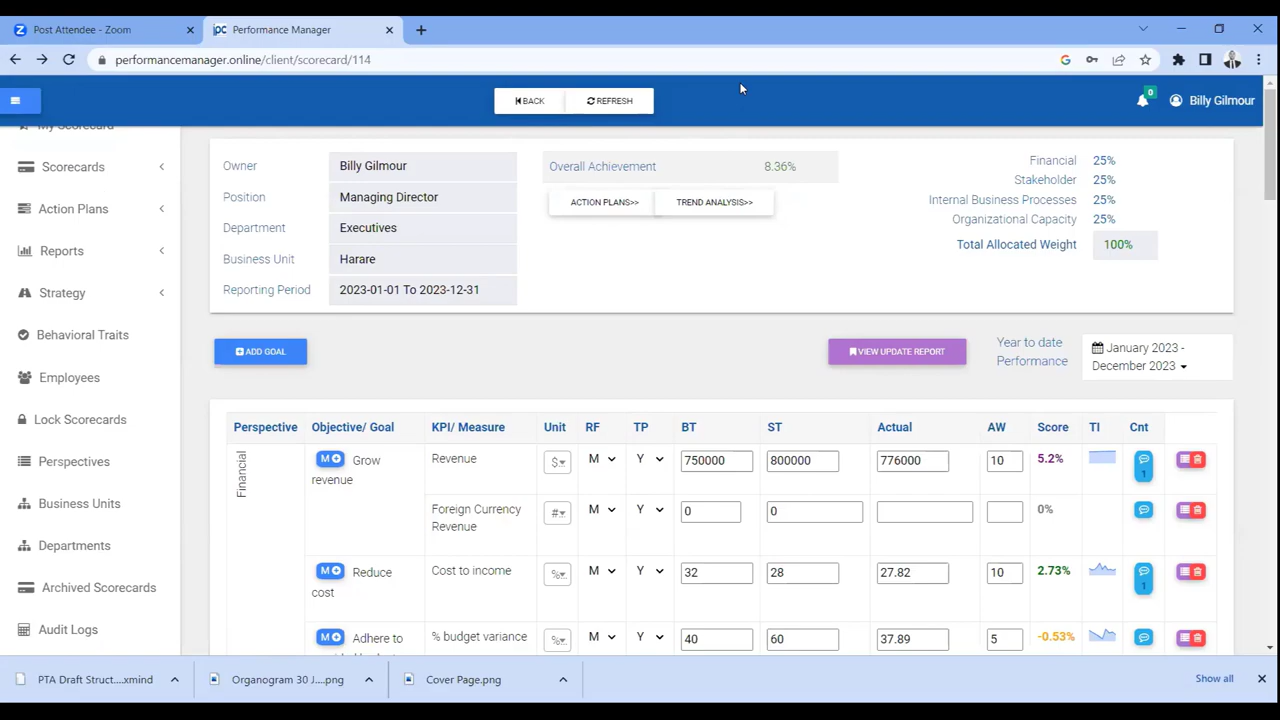 Post Attendee - Zoom
Performance Manager
performancemanager.online/client/scorecard/114
BACK
REFRESH
0
Billy Gilmour
My Scorecard
Scorecards
Action Plans
Reports
Strategy
Behavioral Traits
Employees
Lock Scorecards
Perspectives
Business Units
Departments
Archived Scorecards
Audit Logs
Owner Billy Gilmour
Position Managing Director
Department Executives
Business Unit Harare
Reporting Period 2023-01-01 To 2023-12-31
Overall Achievement 8.36%
ACTION PLANS>> TREND ANALYSIS>>
Financial 25%
Stakeholder 25%
Internal Business Processes 25%
Organizational Capacity 25%
Total Allocated Weight 100%
ADD GOAL
VIEW UPDATE REPORT
Year to date
Performance
January 2023 -
December 2023
Perspective Objective/ Goal KPI/ Measure Unit RF TP BT ST Actual AW Score TI Cnt
Financial
M Grow
revenue
Revenue $ M Y 750000 800000 776000 10 5.2% 1
Foreign Currency
Revenue
# M Y 0 0 0%
M Reduce
cost
Cost to income % M Y 32 28 27.82 10 2.73% 1
M Adhere to
% budget variance % M Y 40 60 37.89 5 -0.53%
PTA Draft Struct....xmind
Organogram 30 J....png
Cover Page.png
Show all